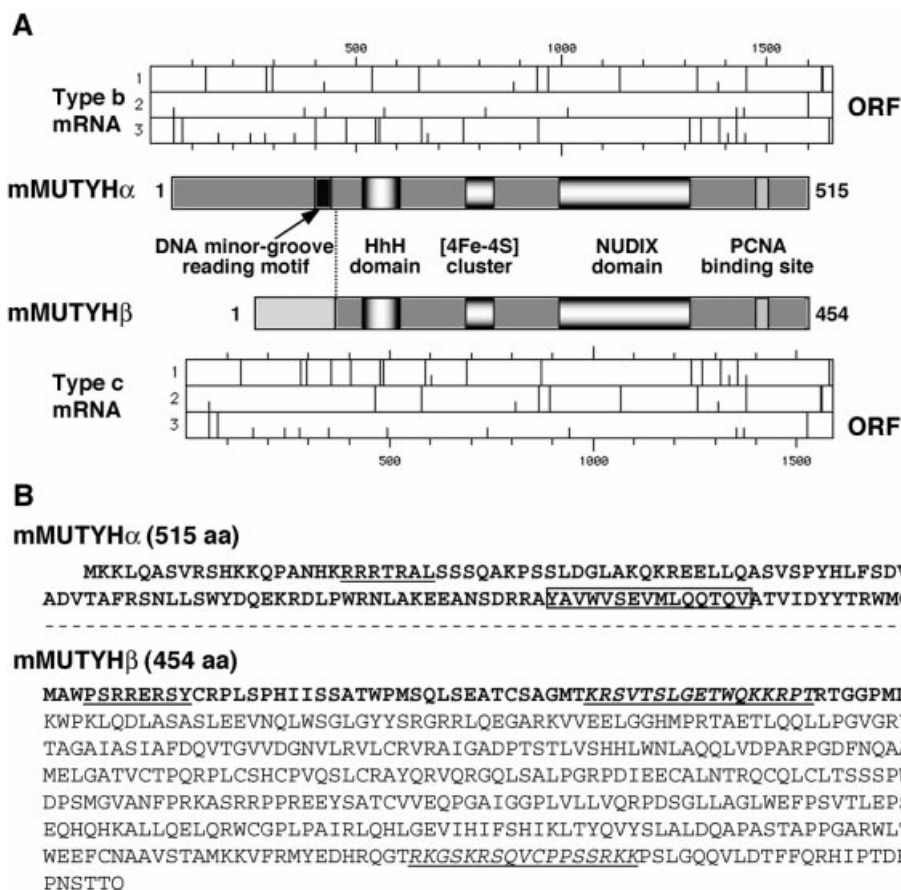 A
500 1000 1500
1
Type b 2 ORF
mRNA 3
mMUTYHα 1 515
DNA minor-groove HhH [4Fe-4S] NUDIX PCNA
reading motif domain cluster domain binding site
mMUTYHβ 1 454
1
Type c 2
mRNA 3 ORF
500 1000 1500
B
mMUTYHα (515 aa)
MKKLQASVRSHKKQPANHKRRRTRALSSSQAKPSSLDGLAKQKREELLQASVSPYHLFSDV
ADVTAFRSNLLSWYDQEKRDLPWRNLAKEEANSDRRAYAVWVSEVMLQQTQVATVIDYYTRWM
mMUTYHβ (454 aa)
MAWPSRRERSYCRPLSPHIISSATWPMSQLSEATCSAGMTKRSVTSLGETWQKKRPTRTGGPM
KWPKLQDLASASLEEVNQLWSGLGYYSRGRRLQEGARKVVEELGGHMPRTAETLQQLLPGVGR
TAGAIASIAFDQVTGVVDGNVLRVLCRVRAIGADPTSTLVSHHLWNLAQQLVDPARPGDFNQA
MELGATVCTPQRPLCSHCPVQSLCRAYQRVQRGQLSALPGRPDIEECALNTRQCQLCLTSSSP
DPSMGVANFPRKASRRPPREEYSATCVVEQPGAIGGPLVLLVQRPDSGLLAGLWEFPSVTLEP
EQHQHKALLQELQRWCGPLPAIRLQHLGEVIHIFSHIKLTYQVYSLALDQAPASTAPPGARWL
WEEFCNAAVSTAMKKVFRMYEDHRQGTRKGSKRSQVCPPSSRKKPSLGQQVLDTFFQRHIPTD
PNSTTQ